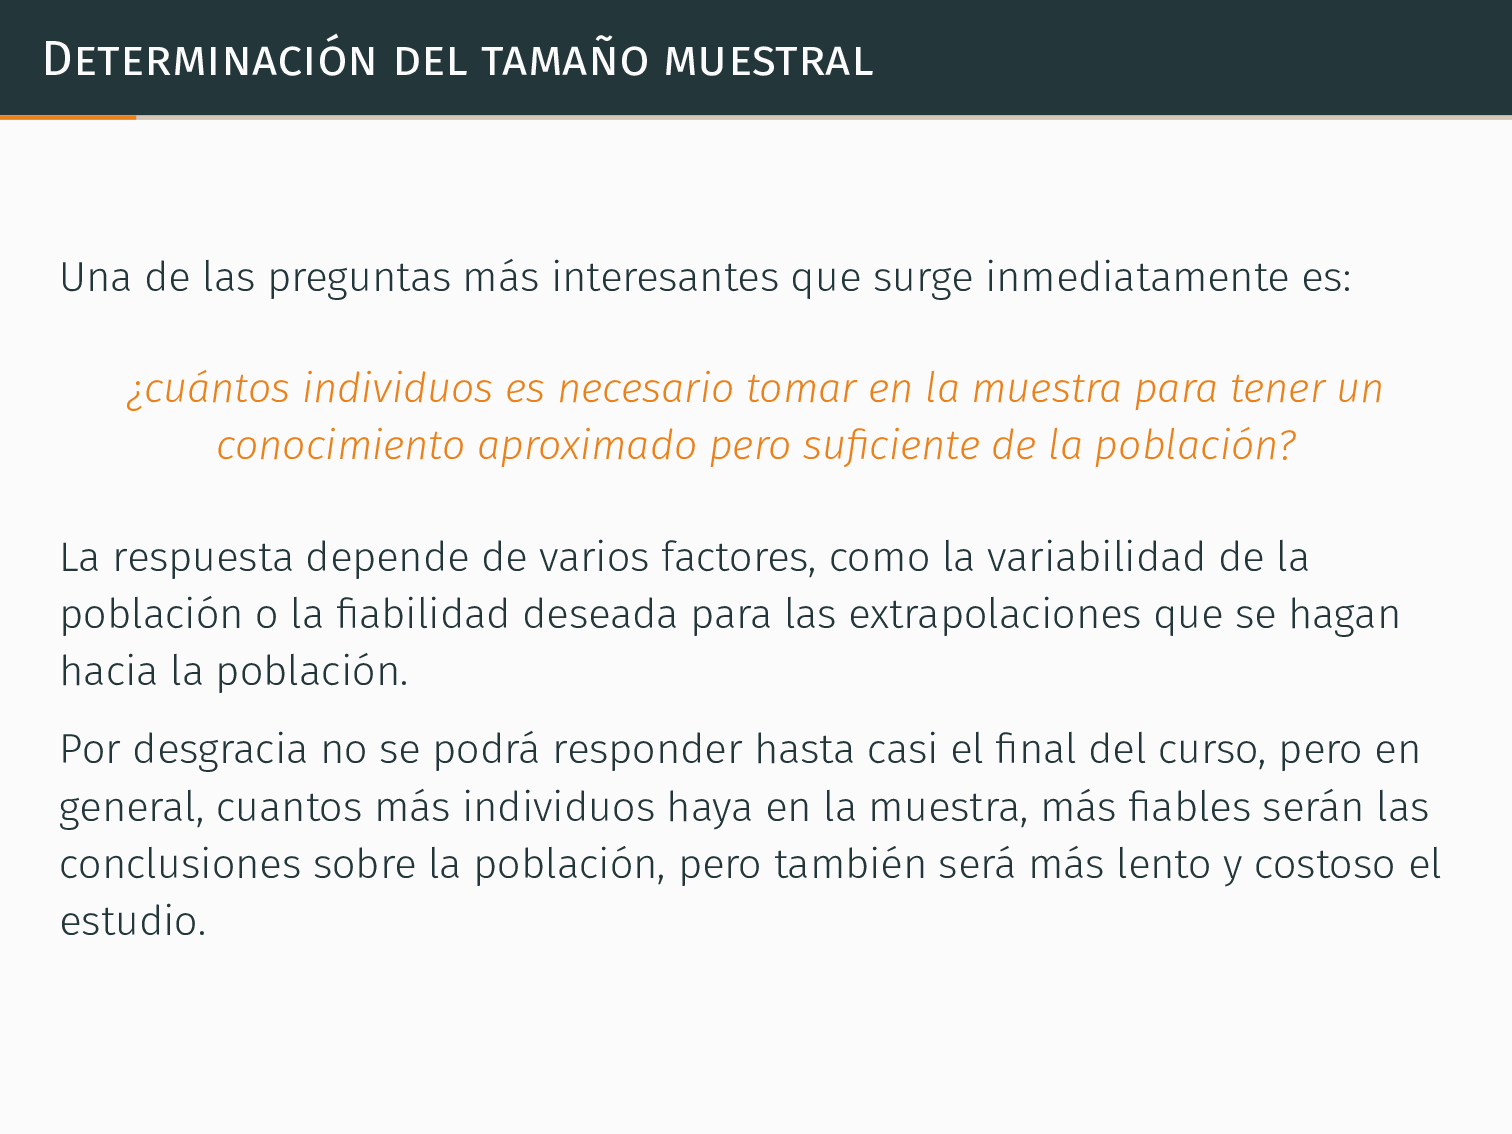 Determinación del tamaño muestral
Una de las preguntas más interesantes que surge inmediatamente es:
¿cuántos individuos es necesario tomar en la muestra para tener un
conocimiento aproximado pero suficiente de la población?
La respuesta depende de varios factores, como la variabilidad de la
población o la fiabilidad deseada para las extrapolaciones que se hagan
hacia la población.
Por desgracia no se podrá responder hasta casi el final del curso, pero en
general, cuantos más individuos haya en la muestra, más fiables serán las
conclusiones sobre la población, pero también será más lento y costoso el
estudio.